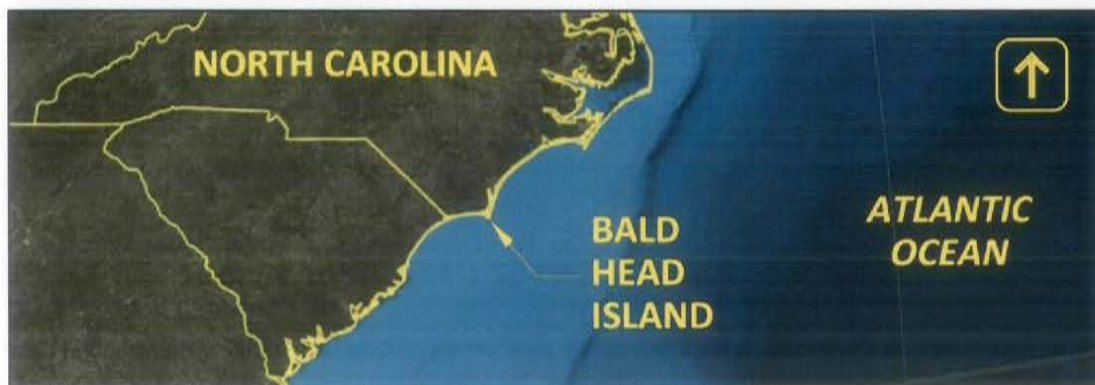 NORTH CAROLINA
BALD
HEAD
ISLAND
ATLANTIC
OCEAN